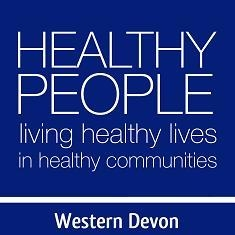 HEALTHY
PEOPLE
living healthy lives
in healthy communities
Western Devon